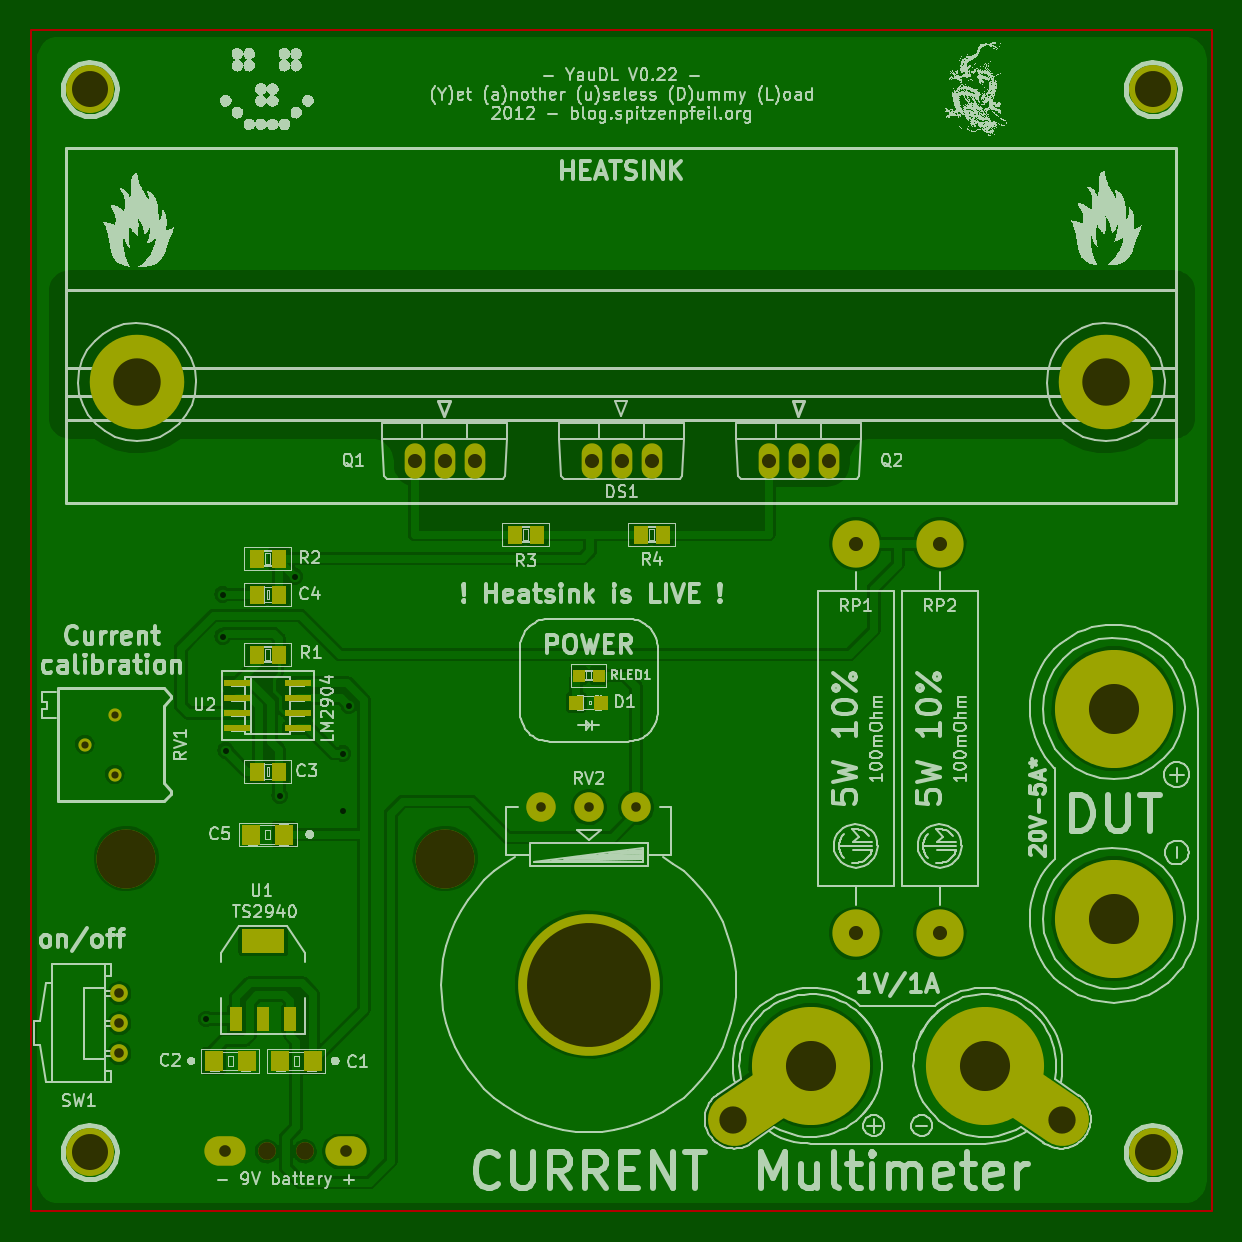 — YauDL V0.22 —
(Y)et (a)nother (u)seless (D)ummy (L)oad
2012 — blog.spitzenpfeil.org
HEATSINK
Q1
DS1
Q2
R3
R4
R2
C4
! Heatsink is LIVE !
RP1
RP2
Current
calibration
R1
POWER
RLED1
D1
U2
LM2904
RV1
C3
C5
RV2
5W 10%
100mOhm
5W 10%
100mOhm
20V-5A*
+
DUT
-
U1
TS2940
on/off
C2
C1
SW1
1V/1A
+ -
- 9V battery +
CURRENT
Multimeter